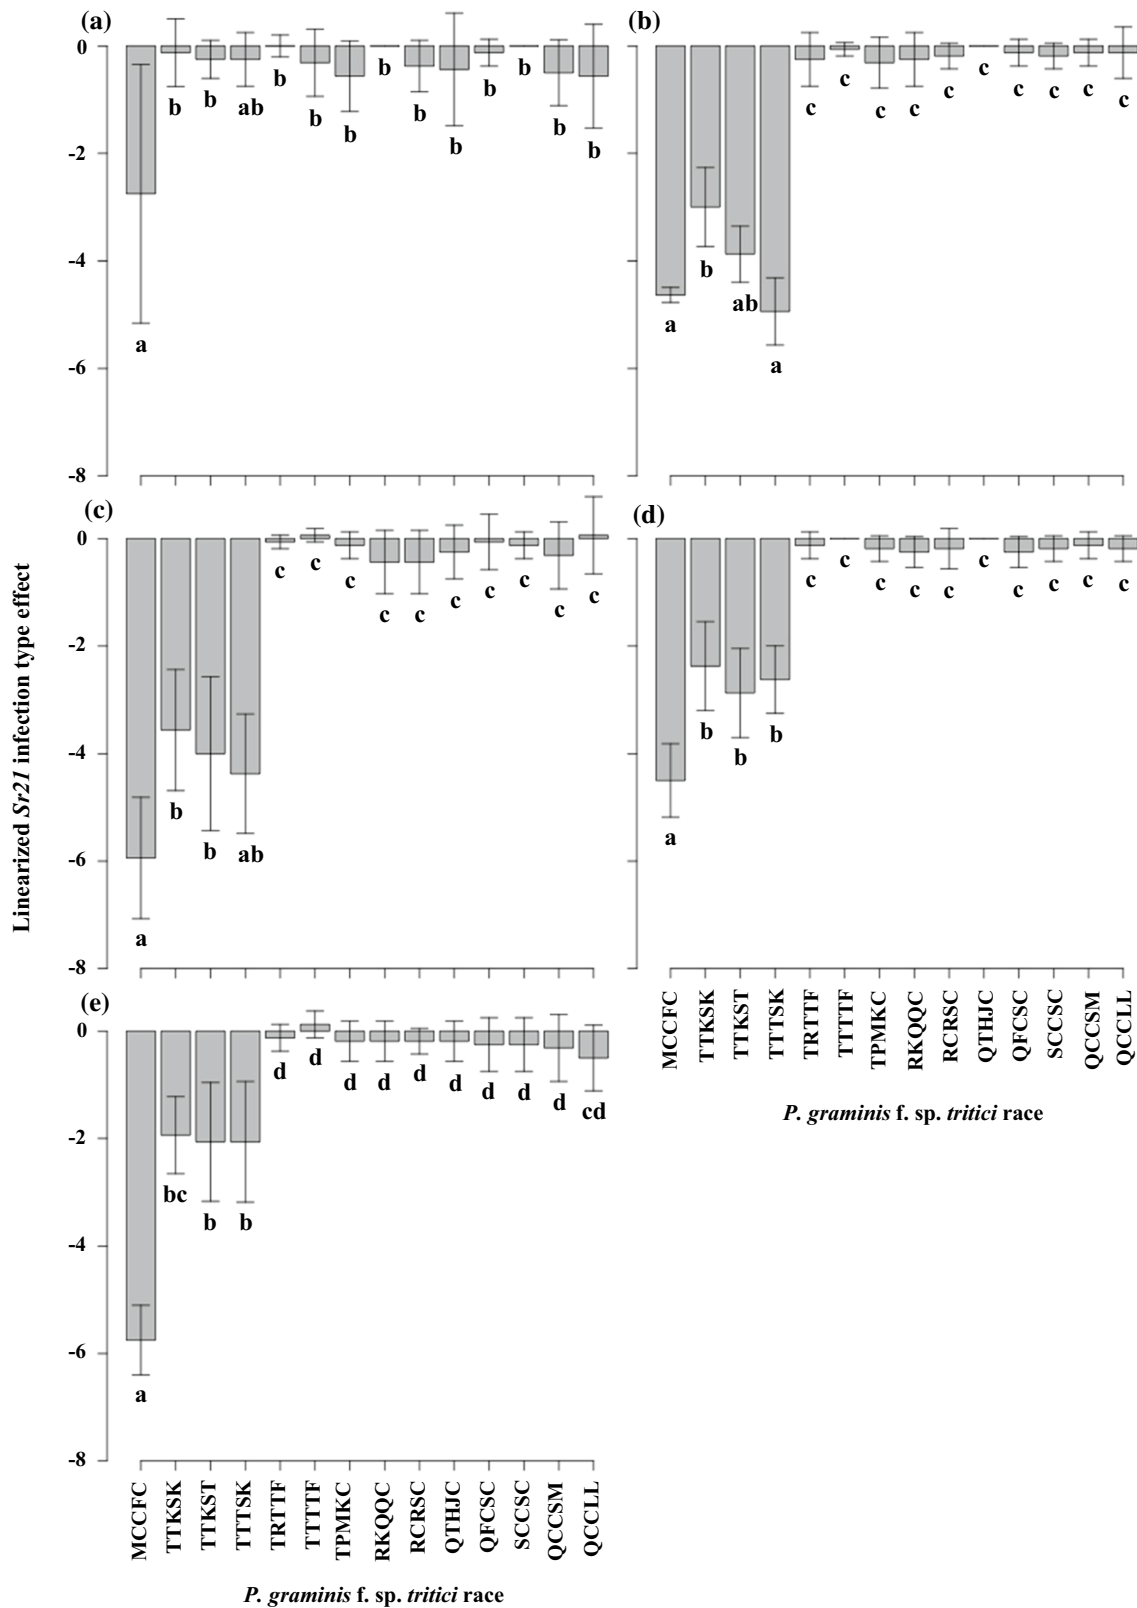 (a)
(b)
0
-2
-4
-6
-8
b b ab b b b b b b b b b b
a
c c c c c c c c c c
b
ab
a
a
(c)
(d)
0
-2
-4
-6
-8
c c c c c c c c c c
b b ab
a
c c c c c c c c c c
b b b
a
Linearized Sr21 infection type effect
(e)
0
-2
-4
-6
-8
d d d d d d d d d cd
bc b b
a
MCCFC
TTKSK
TTKST
TTTSK
TRTTF
TTTTF
TPMKC
RKQQC
RCRSC
QTHJC
QFCSC
SCCSC
QCCSM
QCCLL
P. graminis f. sp. tritici race
MCCFC
TTKSK
TTKST
TTTSK
TRTTF
TTTTF
TPMKC
RKQQC
RCRSC
QTHJC
QFCSC
SCCSC
QCCSM
QCCLL
P. graminis f. sp. tritici race